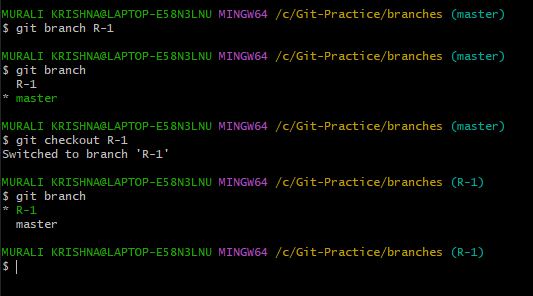 MURALI KRISHNA@LAPTOP-E58N3LNU MINGW64 /c/Git-Practice/branches (master)
$ git branch R-1
MURALI KRISHNA@LAPTOP-E58N3LNU MINGW64 /c/Git-Practice/branches (master)
$ git branch
  R-1
* master
MURALI KRISHNA@LAPTOP-E58N3LNU MINGW64 /c/Git-Practice/branches (master)
$ git checkout R-1
Switched to branch 'R-1'
MURALI KRISHNA@LAPTOP-E58N3LNU MINGW64 /c/Git-Practice/branches (R-1)
$ git branch
* R-1
  master
MURALI KRISHNA@LAPTOP-E58N3LNU MINGW64 /c/Git-Practice/branches (R-1)
$